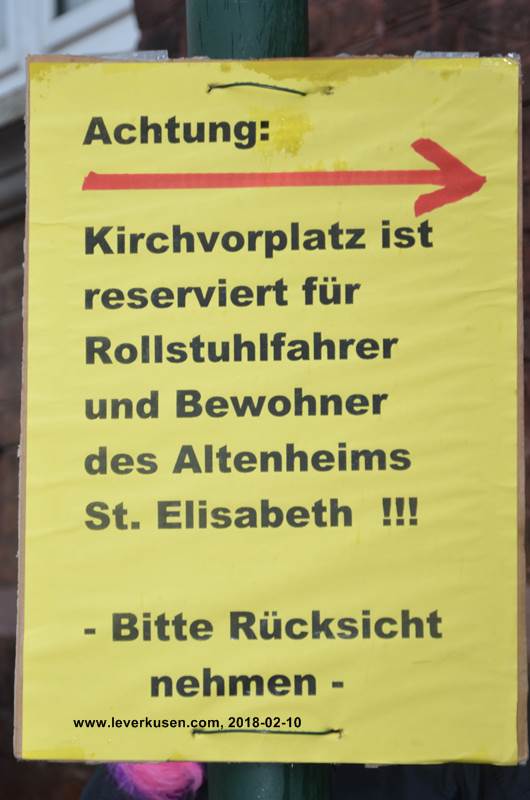 Achtung:
Kirchvorplatz ist
reserviert für
Rollstuhlfahrer
und Bewohner
des Altenheims
St. Elisabeth !!!
- Bitte Rücksicht
nehmen -
www.leverkusen.com, 2018-02-10